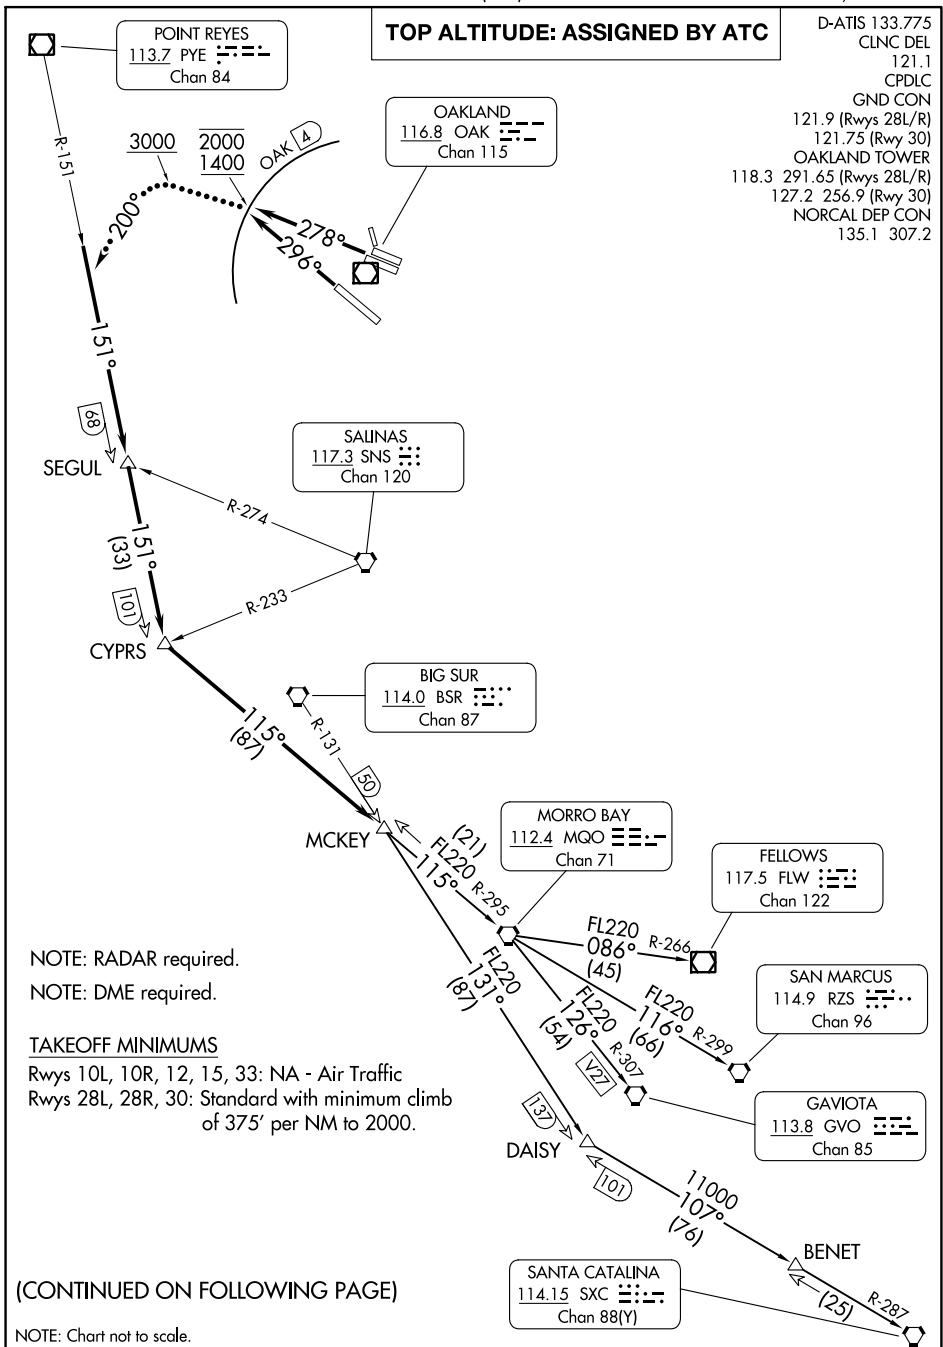 TOP ALTITUDE: ASSIGNED BY ATC
D-ATIS 133.775
CLNC DEL
121.1
CPDLC
GND CON
121.9 (Rwys 28L/R)
121.75 (Rwy 30)
OAKLAND TOWER
118.3 291.65 (Rwys 28L/R)
127.2 256.9 (Rwy 30)
NORCAL DEP CON
135.1 307.2
POINT REYES
113.7 PYE
Chan 84
OAKLAND
116.8 OAK
Chan 115
R-151
3000
2000
1400
OAK 4
200°
278°
296°
151°
68
SEGUL
SALINAS
117.3 SNS
Chan 120
R-274
151°
(33)
R-233
101
CYPRS
BIG SUR
114.0 BSR
Chan 87
115°
(87)
R-131
50
MCKEY
MORRO BAY
112.4 MQO
Chan 71
(21)
FL220
115°
R-295
FELLOWS
117.5 FLW
Chan 122
FL220
086°
(45)
R-266
FL220
131°
(87)
FL220
126°
(54)
R-307
V27
FL220
116°
(66)
R-299
SAN MARCUS
114.9 RZS
Chan 96
GAVIOTA
113.8 GVO
Chan 85
NOTE: RADAR required.
NOTE: DME required.
TAKEOFF MINIMUMS
Rwys 10L, 10R, 12, 15, 33: NA - Air Traffic
Rwys 28L, 28R, 30: Standard with minimum climb
of 375' per NM to 2000.
137
DAISY
101
11000
107°
(76)
BENET
(25)
R-287
SANTA CATALINA
114.15 SXC
Chan 88(Y)
(CONTINUED ON FOLLOWING PAGE)
NOTE: Chart not to scale.